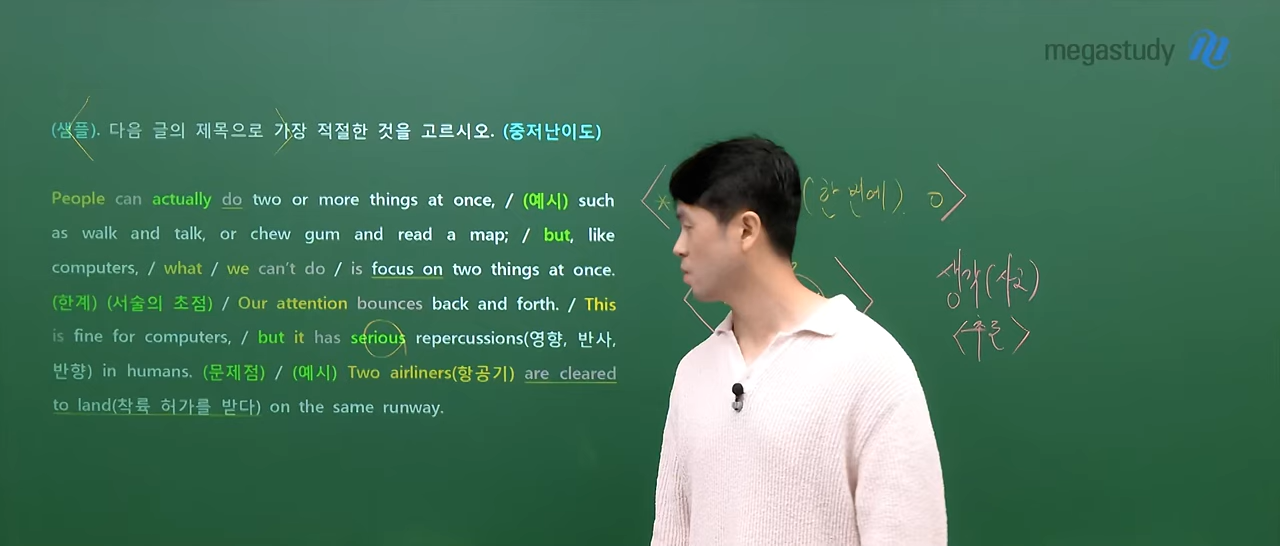 megastudy
(샘플). 다음 글의 제목으로 가장 적절한 것을 고르시오. (중저난이도)
People can actually do two or more things at once, / (예시) such
as walk and talk, or chew gum and read a map; / but, like
computers, / what / we can't do / is focus on two things at once.
(한계) (서술의 초점) / Our attention bounces back and forth. / This
is fine for computers, / but it has serious repercussions(영향, 반사,
반향) in humans. (문제점) / (예시) Two airliners(항공기) are cleared
to land(착륙 허가를 받다) on the same runway.
* (한번에). O
생각(사고)
<추론>